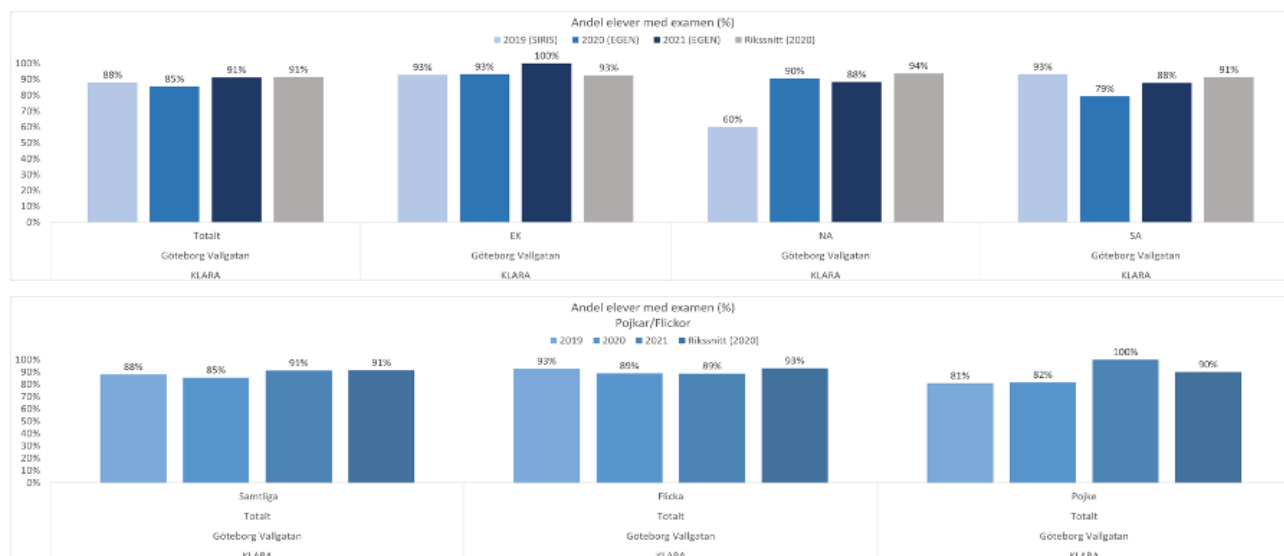 Andel elever med examen (%)
2019 (SIRIS) 2020 (EGEN) 2021 (EGEN) Rikssnitt (2020)
100%
90%
80%
70%
60%
50%
40%
30%
20%
10%
0%
88% 85% 91% 91%
93% 93% 100% 93%
60% 90% 88% 94%
93% 79% 88% 91%
Totalt EK NA SA
Göteborg Vallgatan Göteborg Vallgatan Göteborg Vallgatan Göteborg Vallgatan
KLARA KLARA KLARA KLARA
Andel elever med examen (%)
Pojkar/Flickor
2019 2020 2021 Rikssnitt (2020)
100%
90%
80%
70%
60%
50%
40%
30%
20%
10%
0%
88% 85% 91% 91%
93% 89% 89% 93%
81% 82% 100% 90%
Samtliga Flicka Pojke
Totalt Totalt Totalt
Göteborg Vallgatan Göteborg Vallgatan Göteborg Vallgatan
KLARA KLARA KLARA